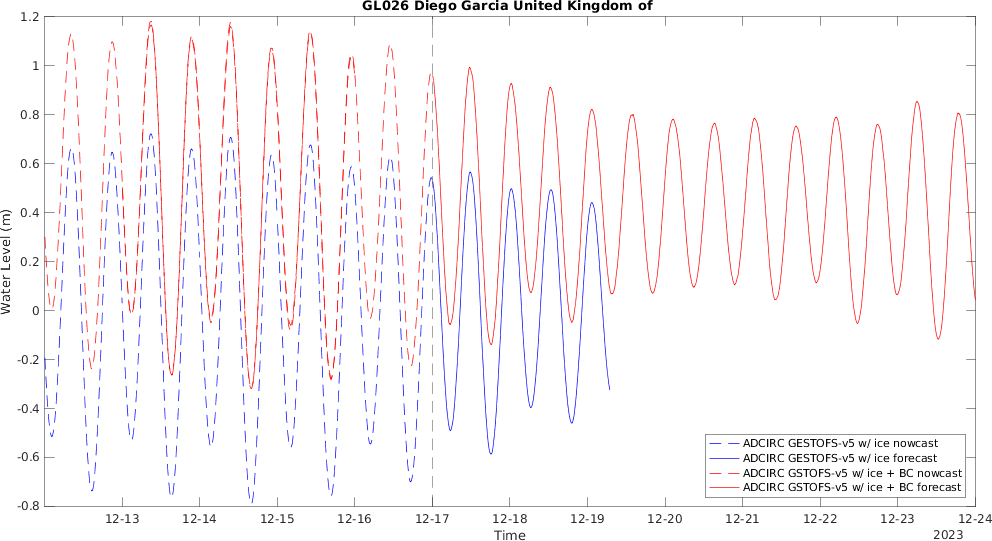 GL026 Diego Garcia United Kingdom of
1.2
1
0.8
0.6
0.4
0.2
0
-0.2
-0.4
-0.6
-0.8
Water Level (m)
ADCIRC GESTOFS-v5 w/ ice nowcast
ADCIRC GESTOFS-v5 w/ ice forecast
ADCIRC GSTOFS-v5 w/ ice + BC nowcast
ADCIRC GSTOFS-v5 w/ ice + BC forecast
12-13 12-14 12-15 12-16 12-17 12-18 12-19 12-20 12-21 12-22 12-23 12-24
Time
2023